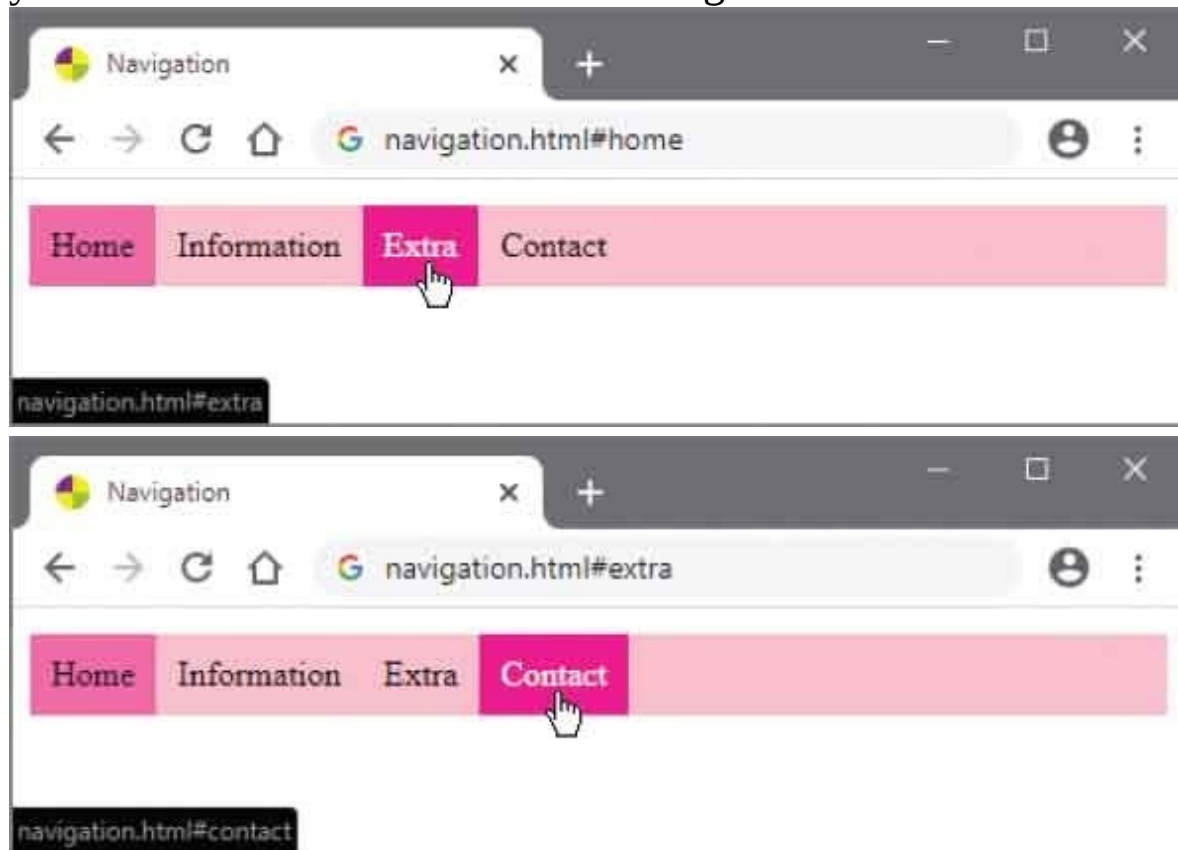 Navigation
navigation.html#home
Home Information Extra Contact
navigation.html#extra
Navigation
navigation.html#extra
Home Information Extra Contact
navigation.html#contact